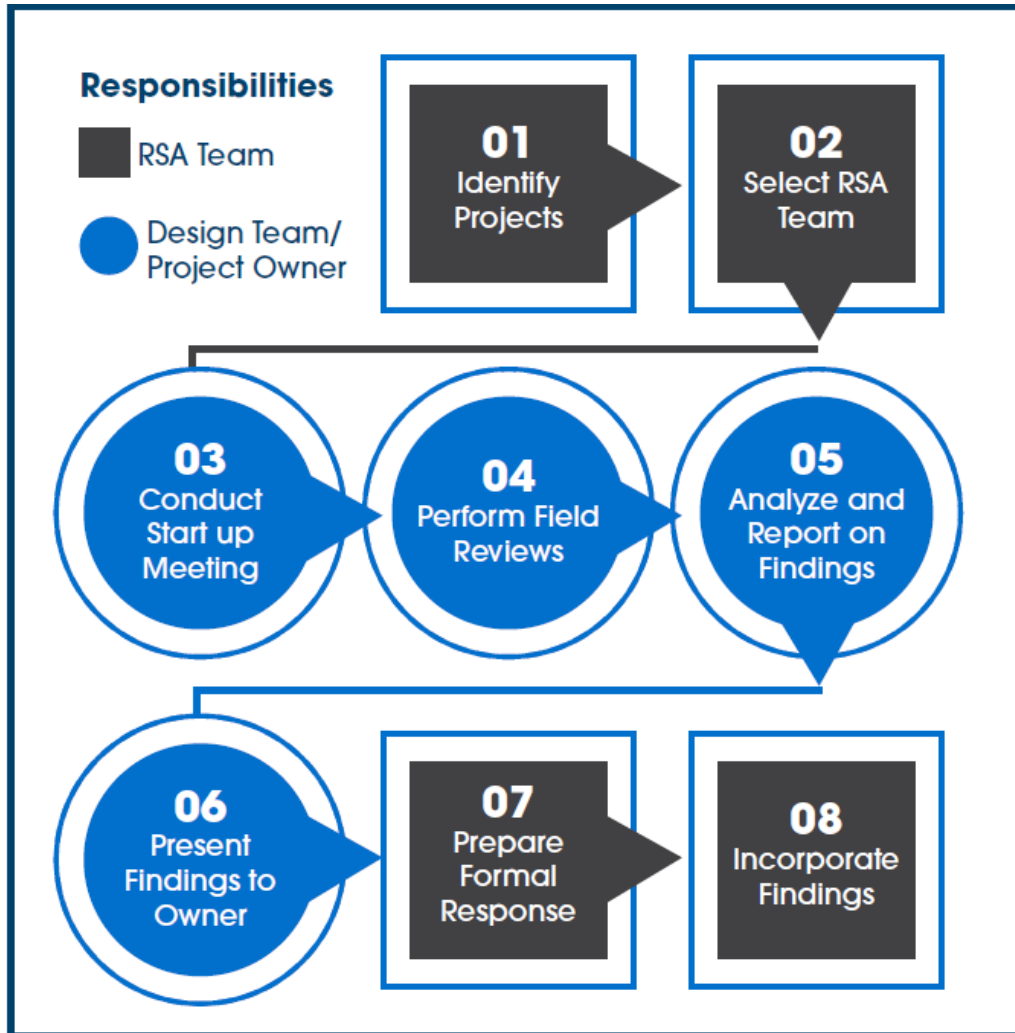 Responsibilities
RSA Team
Design Team/
Project Owner
01
Identify
Projects
02
Select RSA
Team
03
Conduct
Start up
Meeting
04
Perform Field
Reviews
05
Analyze and
Report on
Findings
06
Present
Findings to
Owner
07
Prepare
Formal
Response
08
Incorporate
Findings